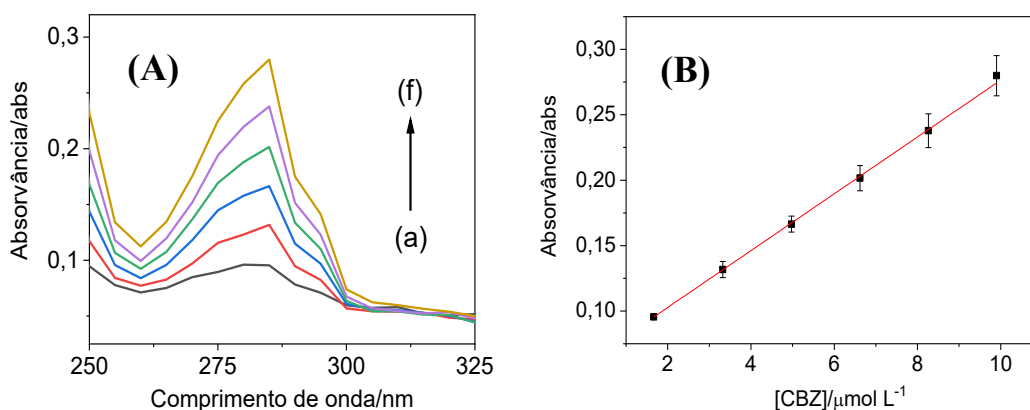 (A)
0,3
0,2
0,1
Absorvância/abs
(f)
(a)
250
275
300
325
Comprimento de onda/nm
(B)
0,30
0,25
0,20
0,15
0,10
Absorvância/abs
2
4
6
8
10
[CBZ]/μmol L⁻¹